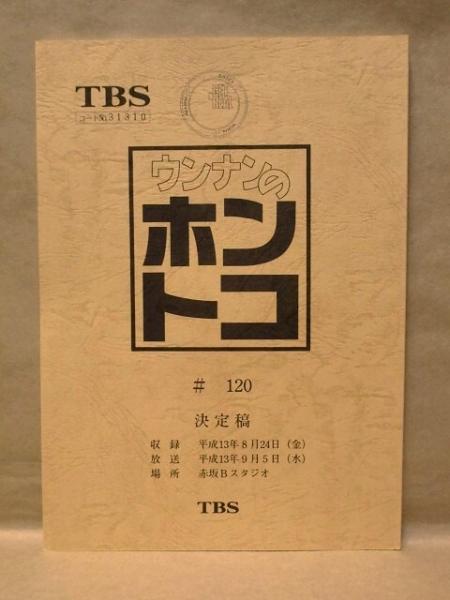 TBS
コードNo.31310
ウンナンの
ホン
トコ
# 120
決定稿
収 録 平成13年8月24日（金）
放 送 平成13年9月5日（水）
場 所 赤坂Bスタジオ
TBS